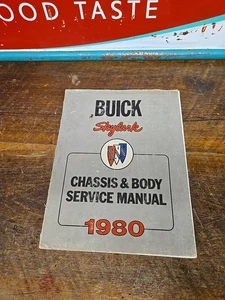 OOD TASTE
BUICK
Skylark
CHASSIS & BODY
SERVICE MANUAL
1980